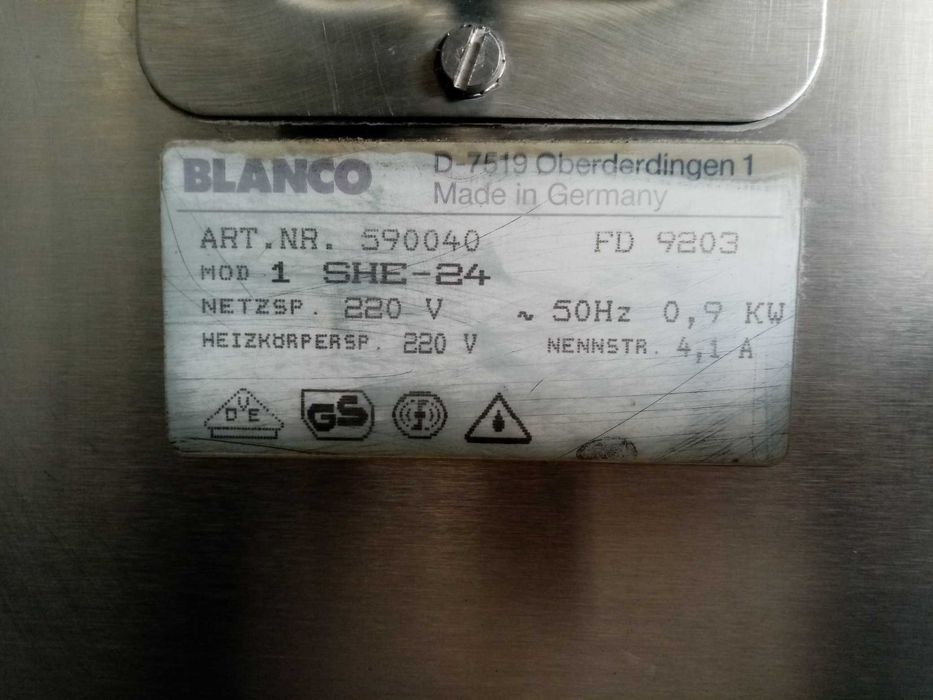 BLANCO D-7519 Oberderdingen 1
Made in Germany
ART.NR. 590040 FD 9203
MOD 1 SHE-24
NETZSP. 220 V ~ 50Hz 0,9 KW
HEIZKÖRPERSP. 220 V NENNSTR. 4,1 A
VDE GS